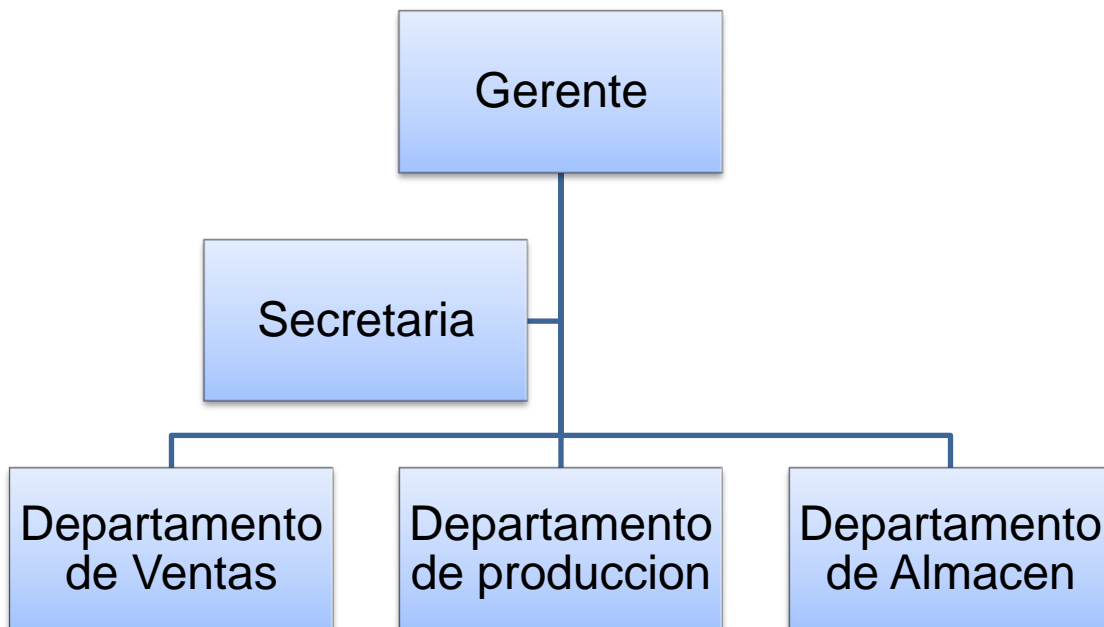 Gerente
Secretaria
Departamento
de Ventas
Departamento
de produccion
Departamento
de Almacen